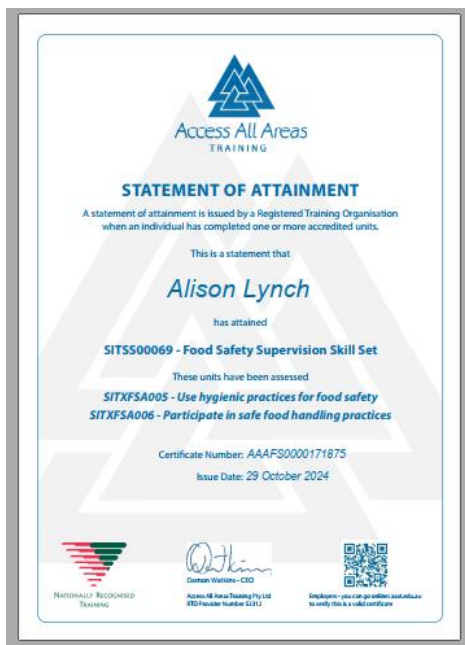 Access All Areas
TRAINING
STATEMENT OF ATTAINMENT
A statement of attainment is issued by a Registered Training Organisation
when an individual has completed one or more accredited units.
This is a statement that
Alison Lynch
has attained
SITSS00069 - Food Safety Supervision Skill Set
These units have been assessed
SITXFSA005 - Use hygienic practices for food safety
SITXFSA006 - Participate in safe food handling practices
Certificate Number: AAAFS0000171875
Issue Date: 29 October 2024
NATIONALLY RECOGNISED
TRAINING
Damon Watkins - CEO
Access All Areas Training Pty Ltd
RTO Provider Number
Employers - you can go online: aaat.edu.au
to verify this is a valid certificate